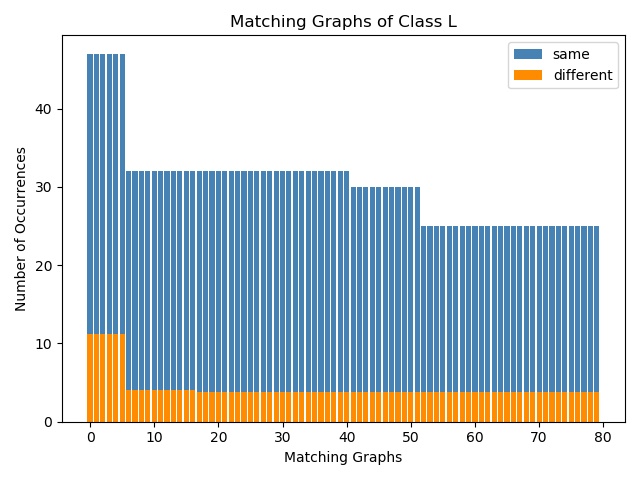 Matching Graphs of Class L
same
different
Number of Occurrences
40
30
20
10
0
0 10 20 30 40 50 60 70 80
Matching Graphs